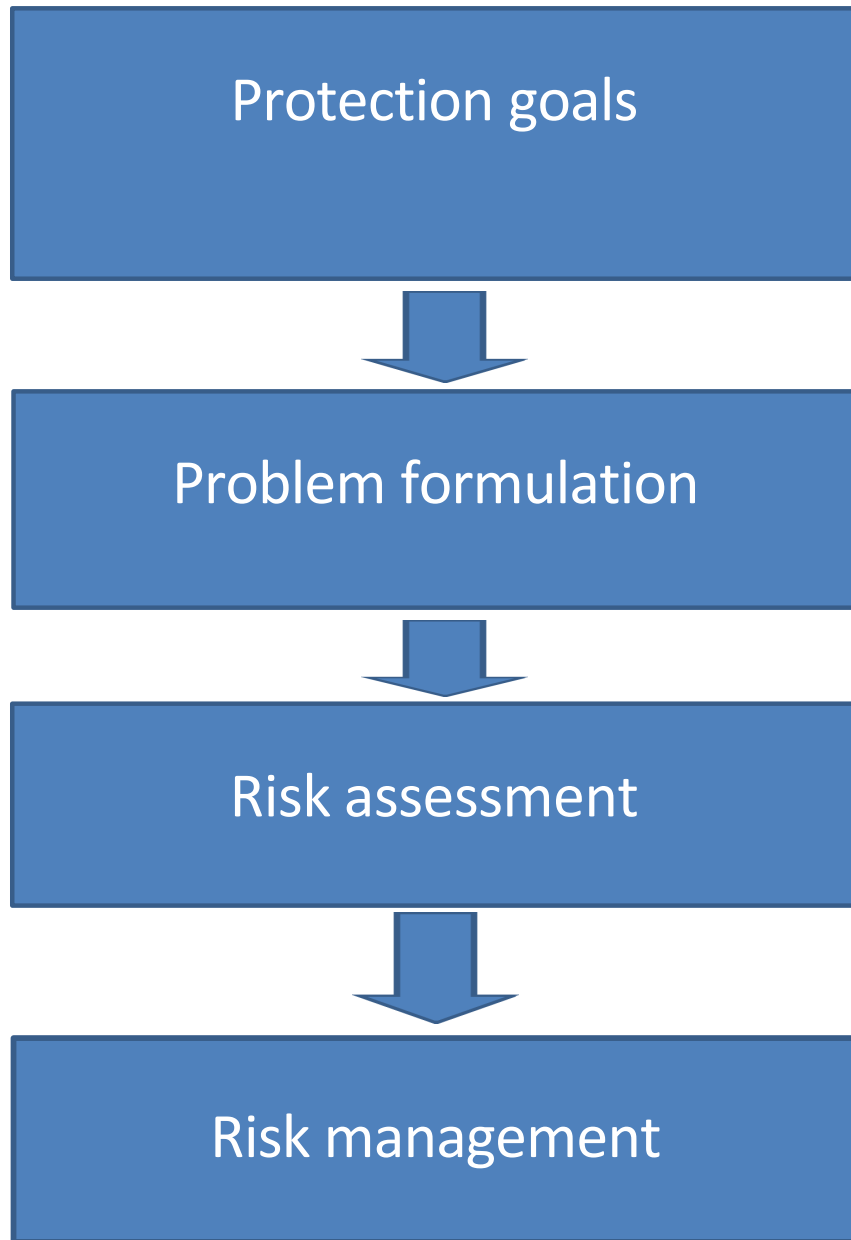 Protection goals
Problem formulation
Risk assessment
Risk management